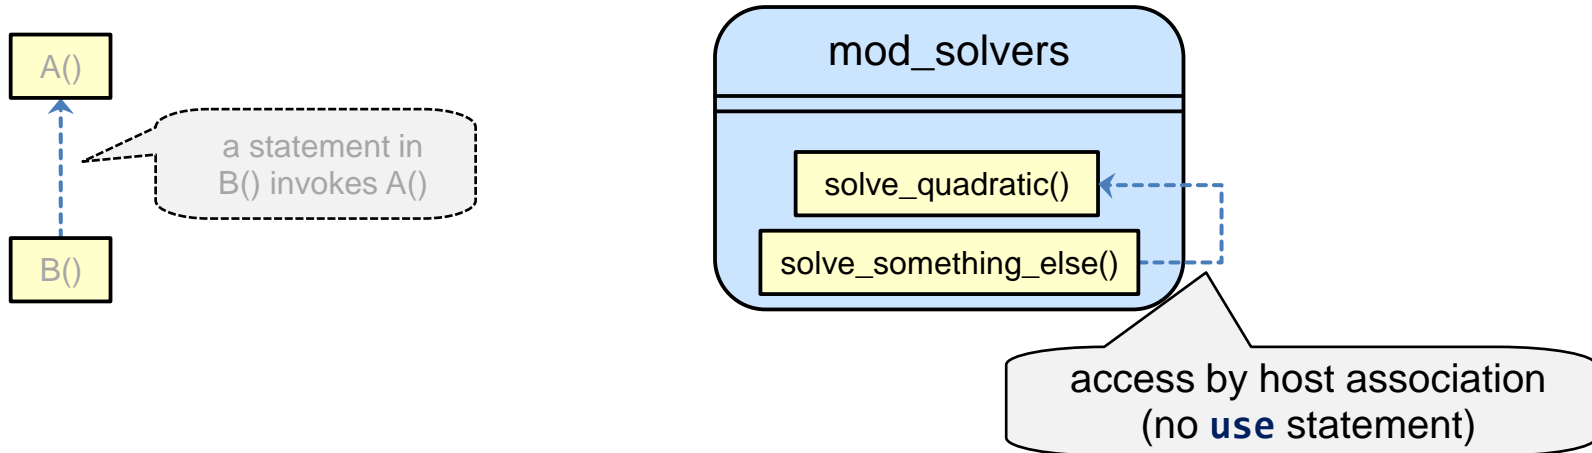 A()
a statement in
B() invokes A()
B()
mod_solvers
solve_quadratic()
solve_something_else()
access by host association
(no use statement)